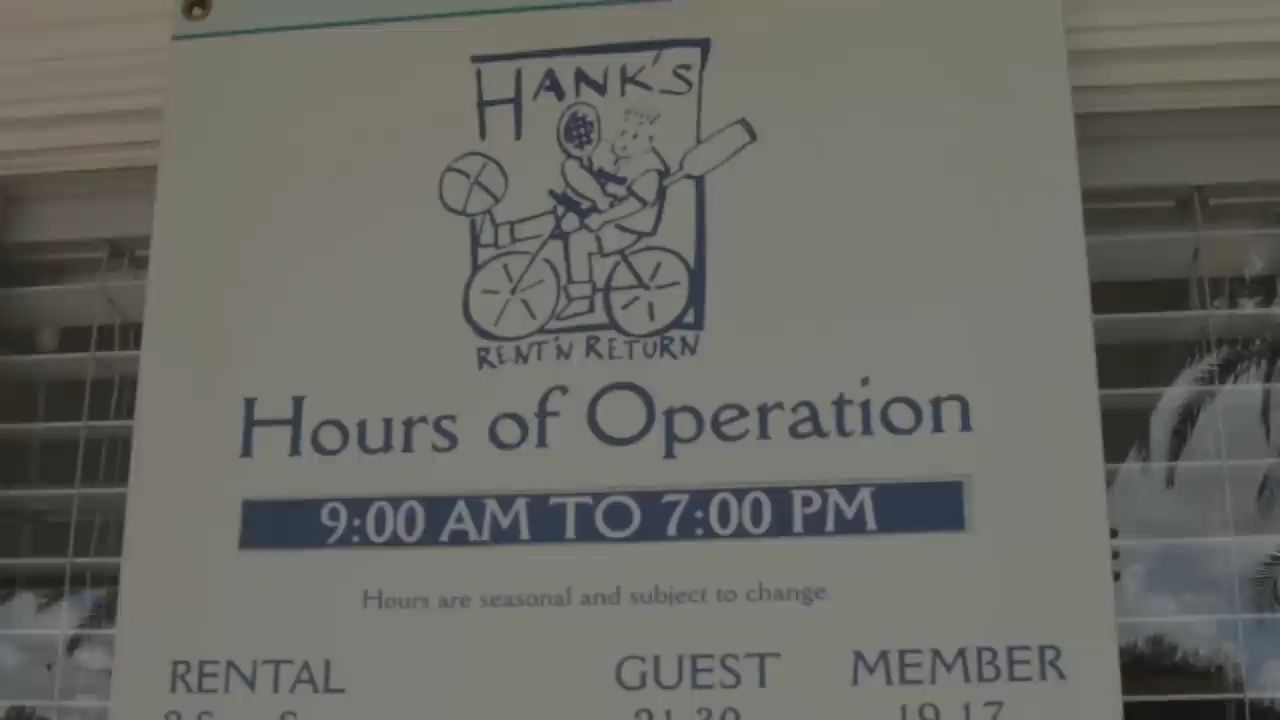 HANK'S
RENT 'N RETURN
Hours of Operation
9:00 AM TO 7:00 PM
Hours are seasonal and subject to change.
RENTAL GUEST MEMBER